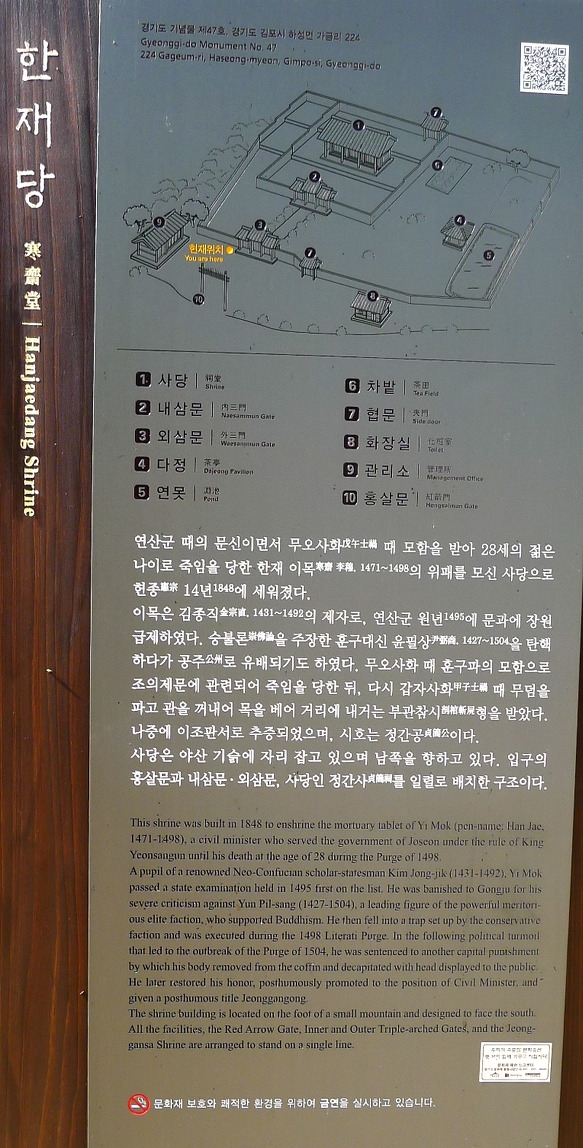 한재당 寒齋堂 | Hanjaedang Shrine
경기도 기념물 제47호, 경기도 김포시 하성면 가금리 224
Gyeonggi-do Monument No. 47
224 Gageum-ri, Haseong-myeon, Gimpo-si, Gyeonggi-do
현재위치
You are here
1 사당 | 祠堂 Shrine
2 내삼문 | 內三門 Naesammun Gate
3 외삼문 | 外三門 Waesammun Gate
4 다정 | 茶亭 Dajeong Pavilion
5 연못 | 淵池 Pond
6 차밭 | 茶田 Tea Field
7 협문 | 夾門 Side door
8 화장실 | 化粧室 Toilet
9 관리소 | 管理所 Management Office
10 홍살문 | 紅箭門 Hongsalmun Gate
연산군 때의 문신이면서 무오사화戊午士禍 때 모함을 받아 28세의 젊은
나이로 죽임을 당한 한재 이목寒齋 李穆, 1471~1498의 위패를 모신 사당으로
헌종憲宗 14년1848에 세워졌다.
이목은 김종직金宗直, 1431~1492의 제자로, 연산군 원년1495에 문과에 장원
급제하였다. 숭불론崇佛論을 주장한 훈구대신 윤필상尹弼商, 1427~1504을 탄핵
하다가 공주公州로 유배되기도 하였다. 무오사화 때 훈구파의 모함으로
조의제문에 관련되어 죽임을 당한 뒤, 다시 갑자사화甲子士禍 때 무덤을
파고 관을 꺼내어 목을 베어 거리에 내거는 부관참시剖棺斬屍형을 받았다.
나중에 이조판서로 추증되었으며, 시호는 정간공貞簡公이다.
사당은 야산 기슭에 자리 잡고 있으며 남쪽을 향하고 있다. 입구의
홍살문과 내삼문·외삼문, 사당인 정간사貞簡祠를 일렬로 배치한 구조이다.
This shrine was built in 1848 to enshrine the mortuary tablet of Yi Mok (pen-name: Han Jae,
1471-1498), a civil minister who served the government of Joseon under the rule of King
Yeonsangun until his death at the age of 28 during the Purge of 1498.
A pupil of a renowned Neo-Confucian scholar-statesman Kim Jong-jik (1431-1492), Yi Mok
passed a state examination held in 1495 first on the list. He was banished to Gongju for his
severe criticism against Yun Pil-sang (1427-1504), a leading figure of the powerful meritori-
ous elite faction, who supported Buddhism. He then fell into a trap set up by the conservative
faction and was executed during the 1498 Literati Purge. In the following political turmoil
that led to the outbreak of the Purge of 1504, he was sentenced to another capital punishment
by which his body removed from the coffin and decapitated with head displayed to the public.
He later restored his honor, posthumously promoted to the position of Civil Minister, and
given a posthumous title Jeonggangong.
The shrine building is located on the foot of a small mountain and designed to face the south.
All the facilities, the Red Arrow Gate, Inner and Outer Triple-arched Gates, and the Jeong-
gansa Shrine are arranged to stand on a single line.
문화재 보호와 쾌적한 환경을 위하여 금연을 실시하고 있습니다.